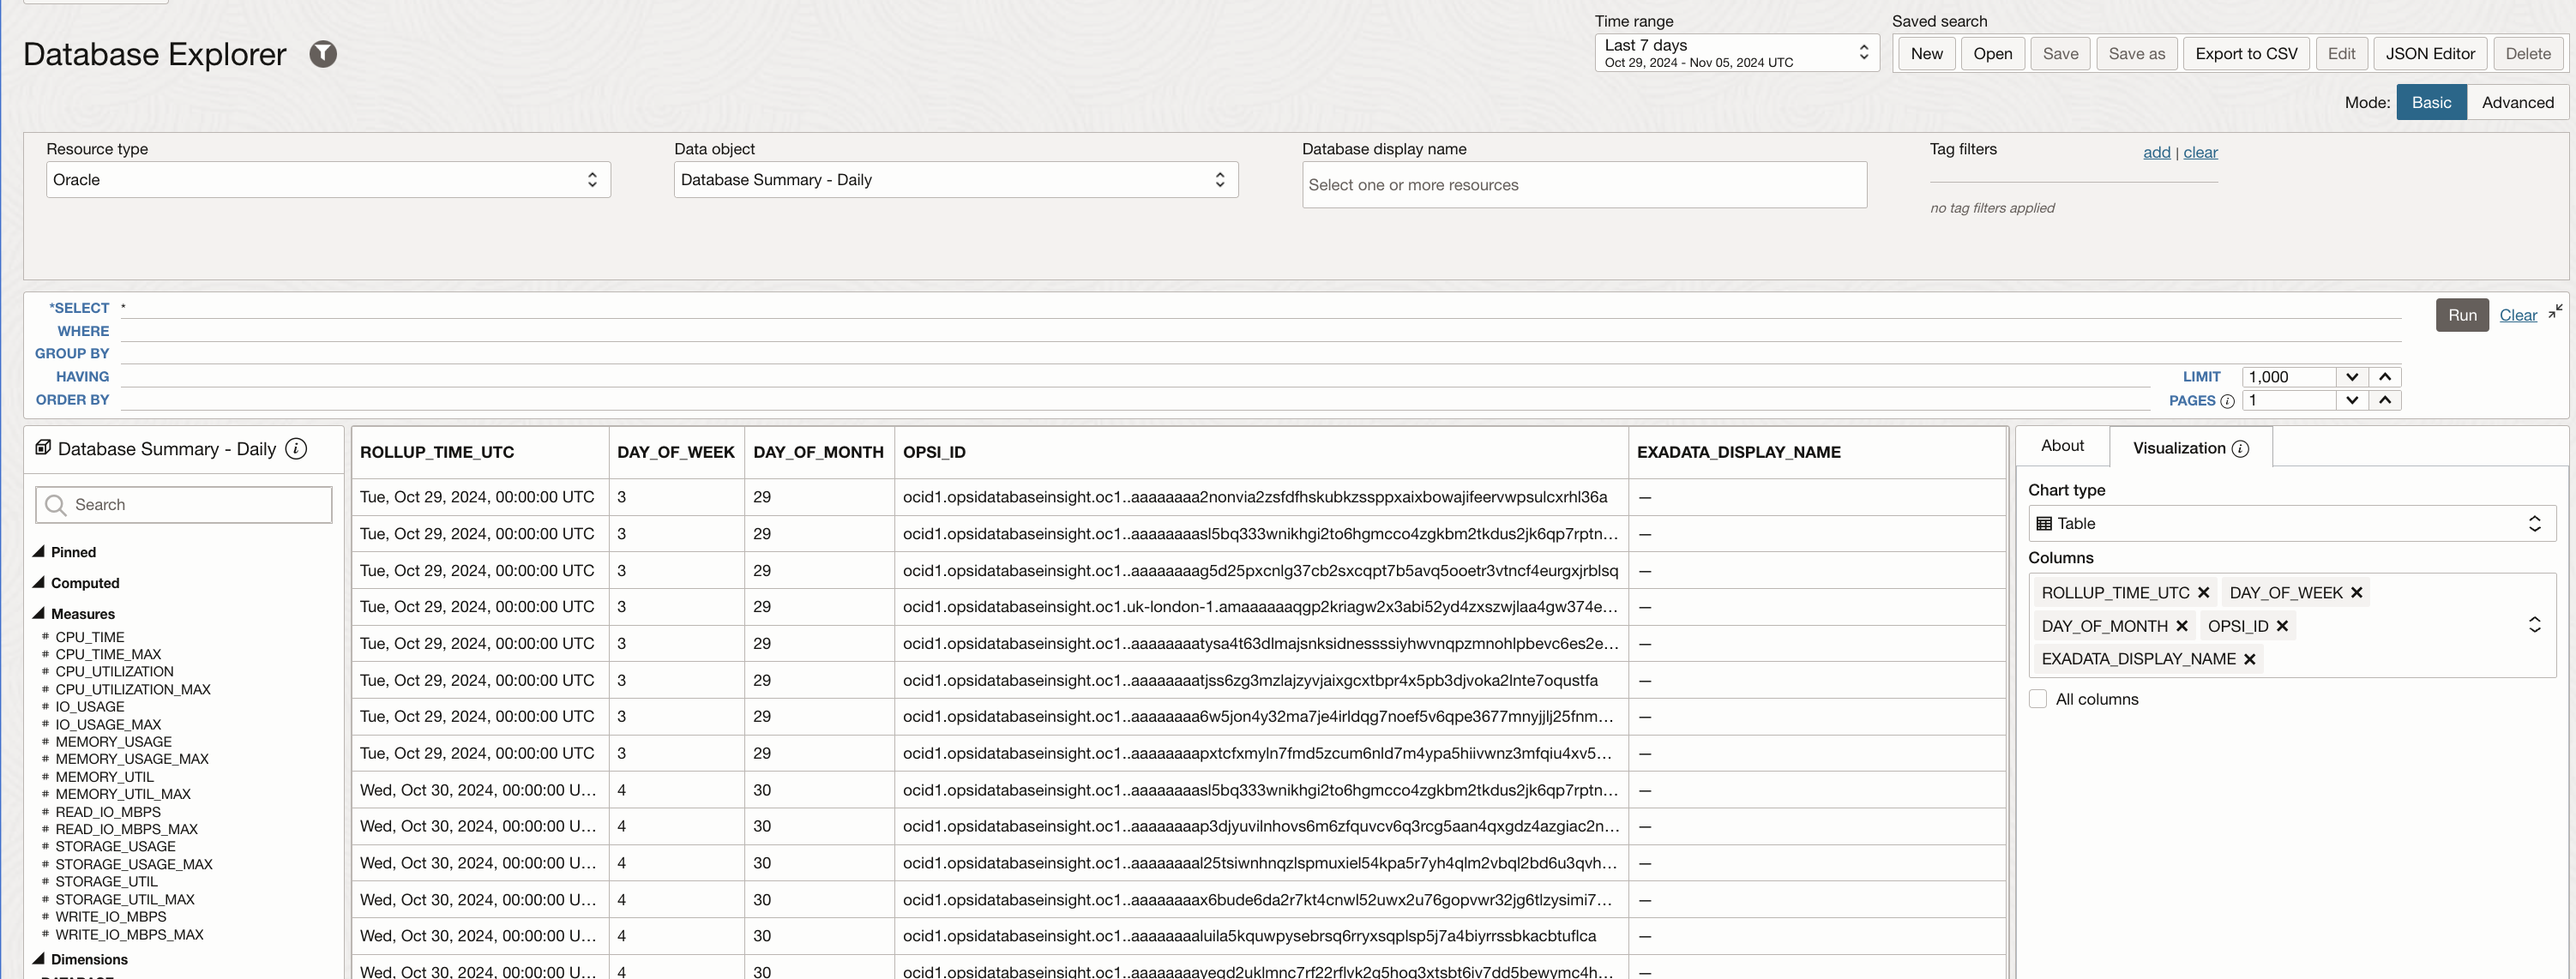 Time range
Saved search
Database Explorer
Last 7 days
Oct 29, 2024 - Nov 05, 2024 UTC
New Open Save Save as Export to CSV Edit JSON Editor Delete
Mode: Basic Advanced
Resource type
Oracle
Data object
Database Summary - Daily
Database display name
Select one or more resources
Tag filters
add | clear
no tag filters applied
*SELECT *
WHERE
GROUP BY
HAVING
ORDER BY
LIMIT 1,000
PAGES 1
Run Clear
Database Summary - Daily
Search
Pinned
Computed
Measures
# CPU_TIME
# CPU_TIME_MAX
# CPU_UTILIZATION
# CPU_UTILIZATION_MAX
# IO_USAGE
# IO_USAGE_MAX
# MEMORY_USAGE
# MEMORY_USAGE_MAX
# MEMORY_UTIL
# MEMORY_UTIL_MAX
# READ_IO_MBPS
# READ_IO_MBPS_MAX
# STORAGE_USAGE
# STORAGE_USAGE_MAX
# STORAGE_UTIL
# STORAGE_UTIL_MAX
# WRITE_IO_MBPS
# WRITE_IO_MBPS_MAX
Dimensions
ROLLUP_TIME_UTC DAY_OF_WEEK DAY_OF_MONTH OPSI_ID EXADATA_DISPLAY_NAME
Tue, Oct 29, 2024, 00:00:00 UTC 3 29 ocid1.opsidatabaseinsight.oc1..aaaaaaaa2nonvia2zsfdfhskubkzssppxaixbowajifeervwpsulcxrhl36a —
Tue, Oct 29, 2024, 00:00:00 UTC 3 29 ocid1.opsidatabaseinsight.oc1..aaaaaaaasl5bq333wnikhgi2to6hgmcco4zgkbm2tkdus2jk6qp7rptn... —
Tue, Oct 29, 2024, 00:00:00 UTC 3 29 ocid1.opsidatabaseinsight.oc1..aaaaaaaag5d25pxcnlg37cb2sxcqpt7b5avq5ooetr3vtncf4eurgxjrblsq —
Tue, Oct 29, 2024, 00:00:00 UTC 3 29 ocid1.opsidatabaseinsight.oc1.uk-london-1.amaaaaaaqgp2kriagw2x3abi52yd4zxszwjlaa4gw374e... —
Tue, Oct 29, 2024, 00:00:00 UTC 3 29 ocid1.opsidatabaseinsight.oc1..aaaaaaaatysa4t63dlmajsnksidnessssiyhwvnqpzmnohlpbevc6es2e... —
Tue, Oct 29, 2024, 00:00:00 UTC 3 29 ocid1.opsidatabaseinsight.oc1..aaaaaaaatjss6zg3mzlajzyvjaixgcxtbpr4x5pb3djvoka2lnte7oqustfa —
Tue, Oct 29, 2024, 00:00:00 UTC 3 29 ocid1.opsidatabaseinsight.oc1..aaaaaaaa6w5jon4y32ma7je4irldqg7noef5v6qpe3677mnyjjlj25fnm... —
Tue, Oct 29, 2024, 00:00:00 UTC 3 29 ocid1.opsidatabaseinsight.oc1..aaaaaaaapxtcfxmyln7fmd5zcum6nld7m4ypa5hiivwnz3mfqiu4xv5... —
Wed, Oct 30, 2024, 00:00:00 U... 4 30 ocid1.opsidatabaseinsight.oc1..aaaaaaaasl5bq333wnikhgi2to6hgmcco4zgkbm2tkdus2jk6qp7rptn... —
Wed, Oct 30, 2024, 00:00:00 U... 4 30 ocid1.opsidatabaseinsight.oc1..aaaaaaaap3djyuvilnhovs6m6zfquvcv6q3rcg5aan4qxgdz4azgiac2n... —
Wed, Oct 30, 2024, 00:00:00 U... 4 30 ocid1.opsidatabaseinsight.oc1..aaaaaaaal25tsiwnhnqzlspmuxiel54kpa5r7yh4qlm2vbql2bd6u3qvh... —
Wed, Oct 30, 2024, 00:00:00 U... 4 30 ocid1.opsidatabaseinsight.oc1..aaaaaaaax6bude6da2r7kt4cnwl52uwx2u76gopvwr32jg6tlzysimi7... —
Wed, Oct 30, 2024, 00:00:00 U... 4 30 ocid1.opsidatabaseinsight.oc1..aaaaaaaaluila5kquwpysebrsq6rryxsqplsp5j7a4biyrrssbkacbtuflca —
Wed, Oct 30, 2024, 00:00:00 U... 4 30 —
About Visualization
Chart type
Table
Columns
ROLLUP_TIME_UTC DAY_OF_WEEK
DAY_OF_MONTH OPSI_ID
EXADATA_DISPLAY_NAME
All columns